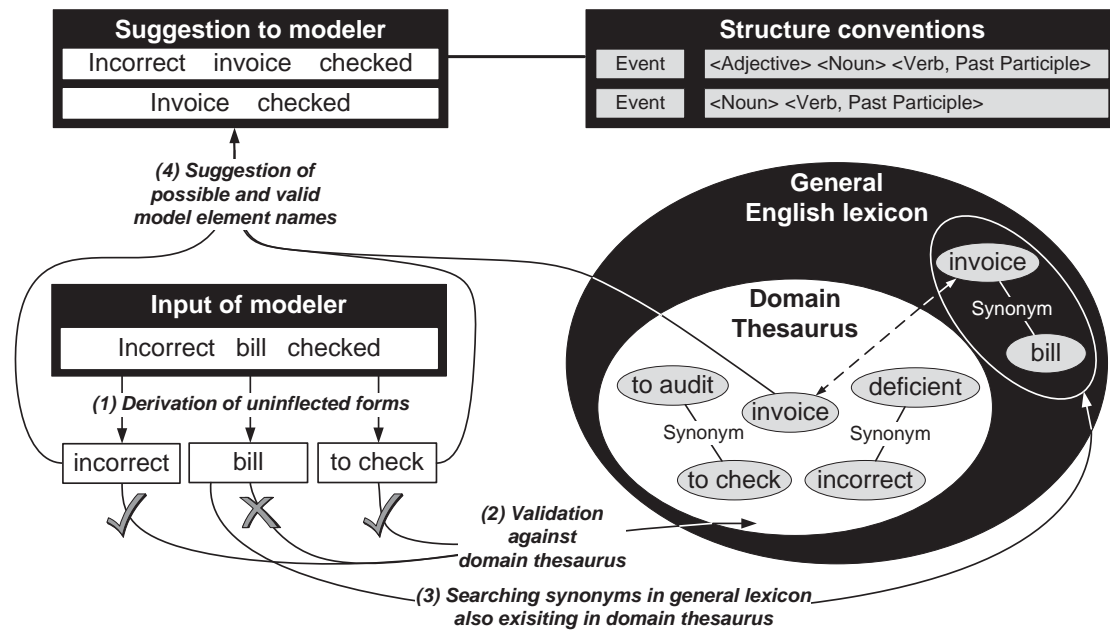 Suggestion to modeler
Incorrect invoice checked
Invoice checked
Structure conventions
Event <Adjective> <Noun> <Verb, Past Participle>
Event <Noun> <Verb, Past Participle>
(4) Suggestion of
possible and valid
model element names
General
English lexicon
invoice
Synonym
bill
Domain
Thesaurus
to audit
Synonym
to check
invoice
deficient
Synonym
incorrect
Input of modeler
Incorrect bill checked
(1) Derivation of uninflected forms
incorrect
bill
to check
(2) Validation
against
domain thesaurus
(3) Searching synonyms in general lexicon
also exisiting in domain thesaurus